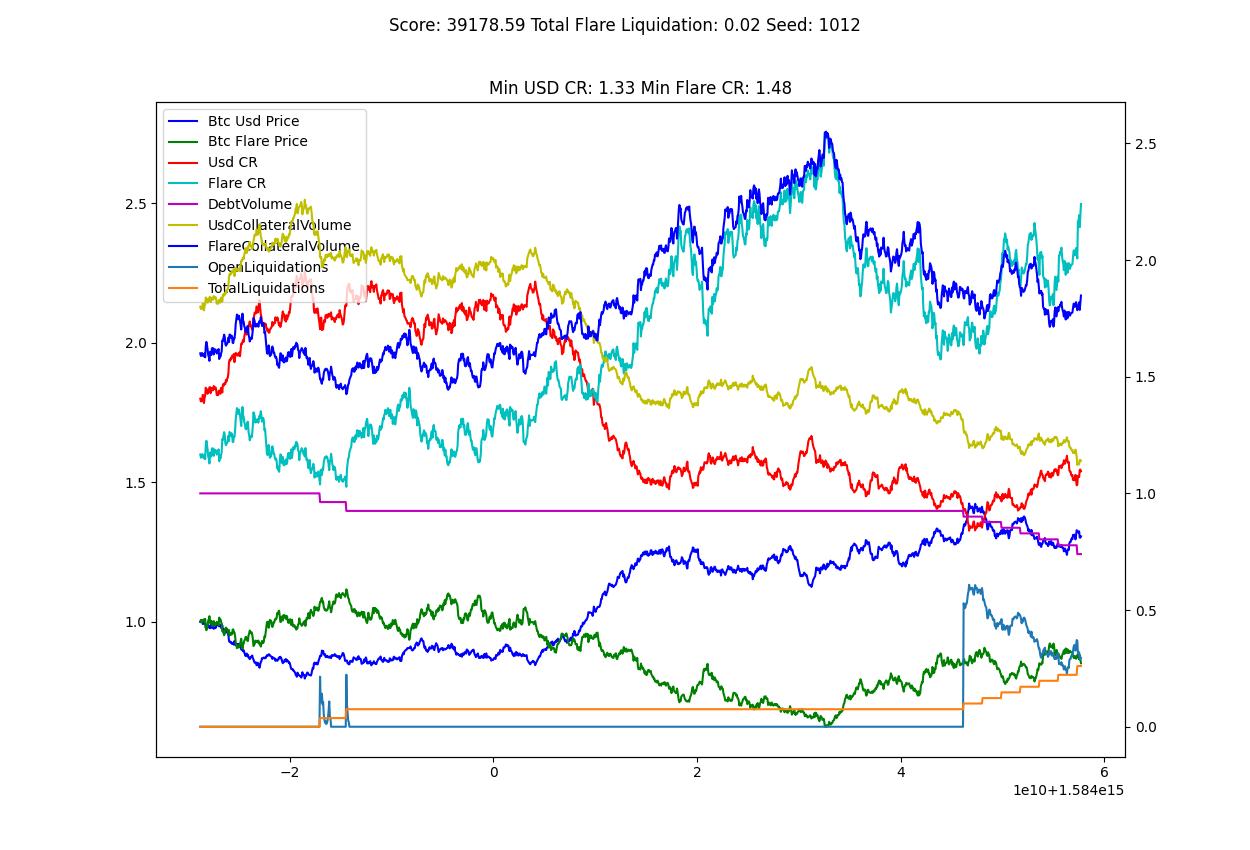 Score: 39178.59 Total Flare Liquidation: 0.02 Seed: 1012
Min USD CR: 1.33 Min Flare CR: 1.48
Btc Usd Price
Btc Flare Price
Usd CR
Flare CR
DebtVolume
UsdCollateralVolume
FlareCollateralVolume
OpenLiquidations
TotalLiquidations
2.5
2.0
1.5
1.0
2.5
2.0
1.5
1.0
0.5
0.0
−2
0
2
4
6
1e10+1.584e15